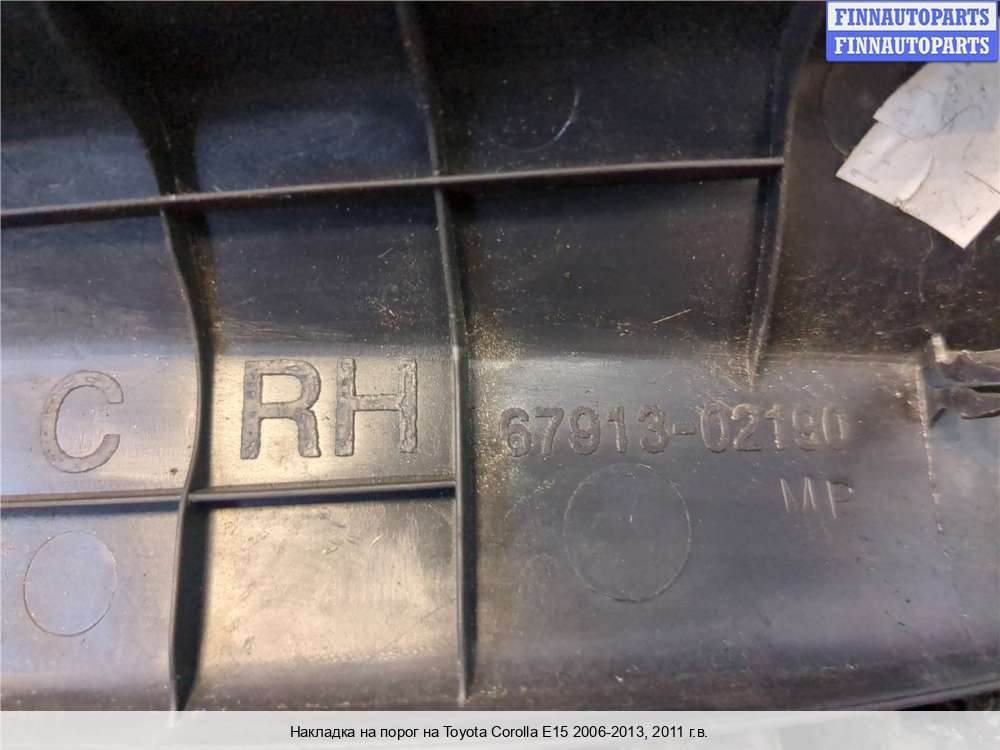 FINNAUTOPARTS
FINNAUTOPARTS
C RH 67913-02190
MP
Накладка на порог на Toyota Corolla E15 2006-2013, 2011 г.в.